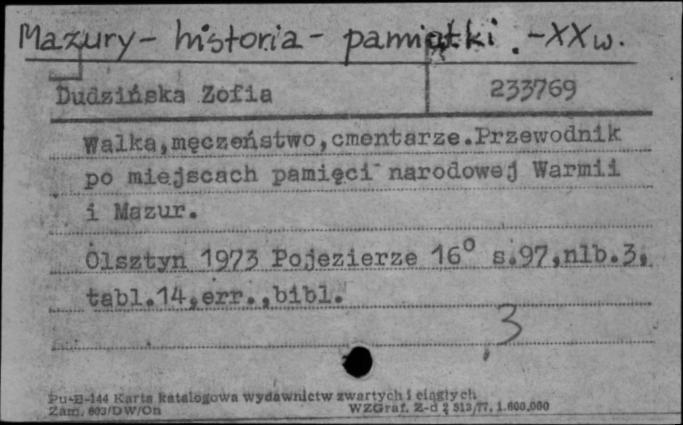 Mazury - historia - pamiątki. - XX w.
Dudzińska Zofia 233769
Walka,męczeństwo,cmentarze.Przewodnik
po miejscach pamięci narodowej Warmii
i Mazur.
Olsztyn 1973 Pojezierze 16° s.97,nlb.3,
tabl.14,err.,bibl.
3
Pu-B-144 Karta katalogowa wydawnictw zwartych i ciągłych
Zam. 603/DW/On WZGraf. Z-d 2 513/77. 1.600.000